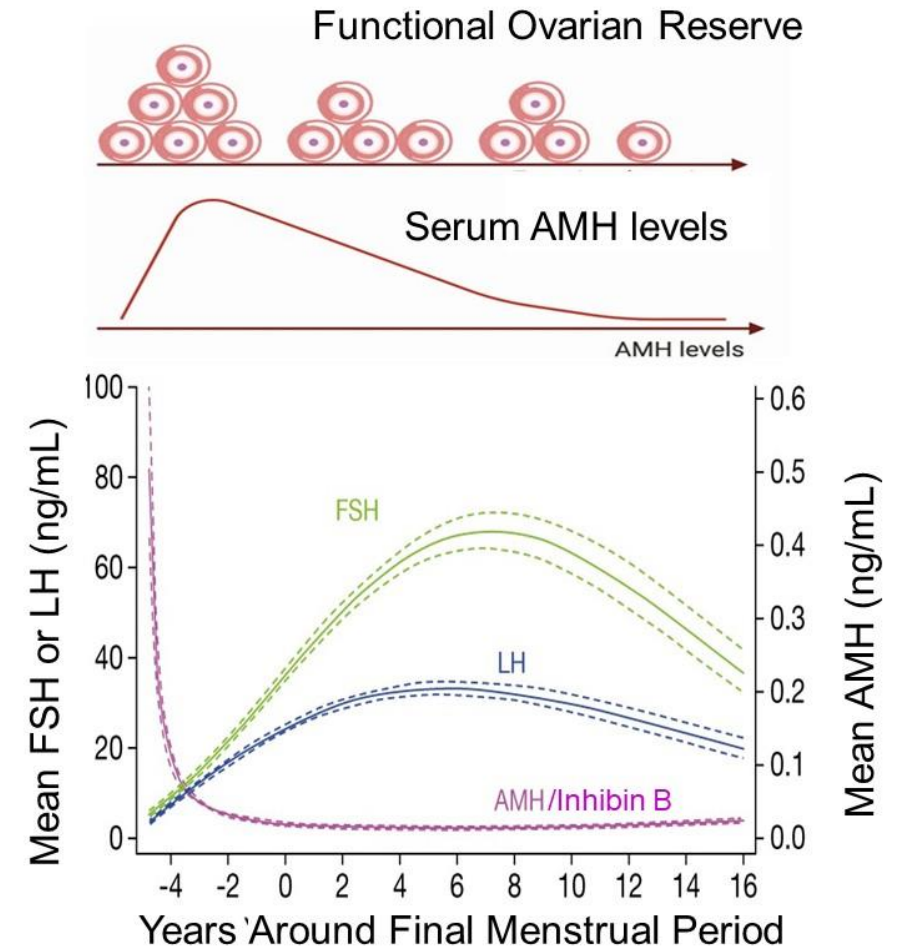 Functional Ovarian Reserve
Serum AMH levels
AMH levels
100
80
60
40
20
0
Mean FSH or LH (ng/mL)
0.6
0.5
0.4
0.3
0.2
0.1
0.0
Mean AMH (ng/mL)
FSH
LH
AMH/Inhibin B
-4 -2 0 2 4 6 8 10 12 14 16
Years 'Around Final Menstrual Period